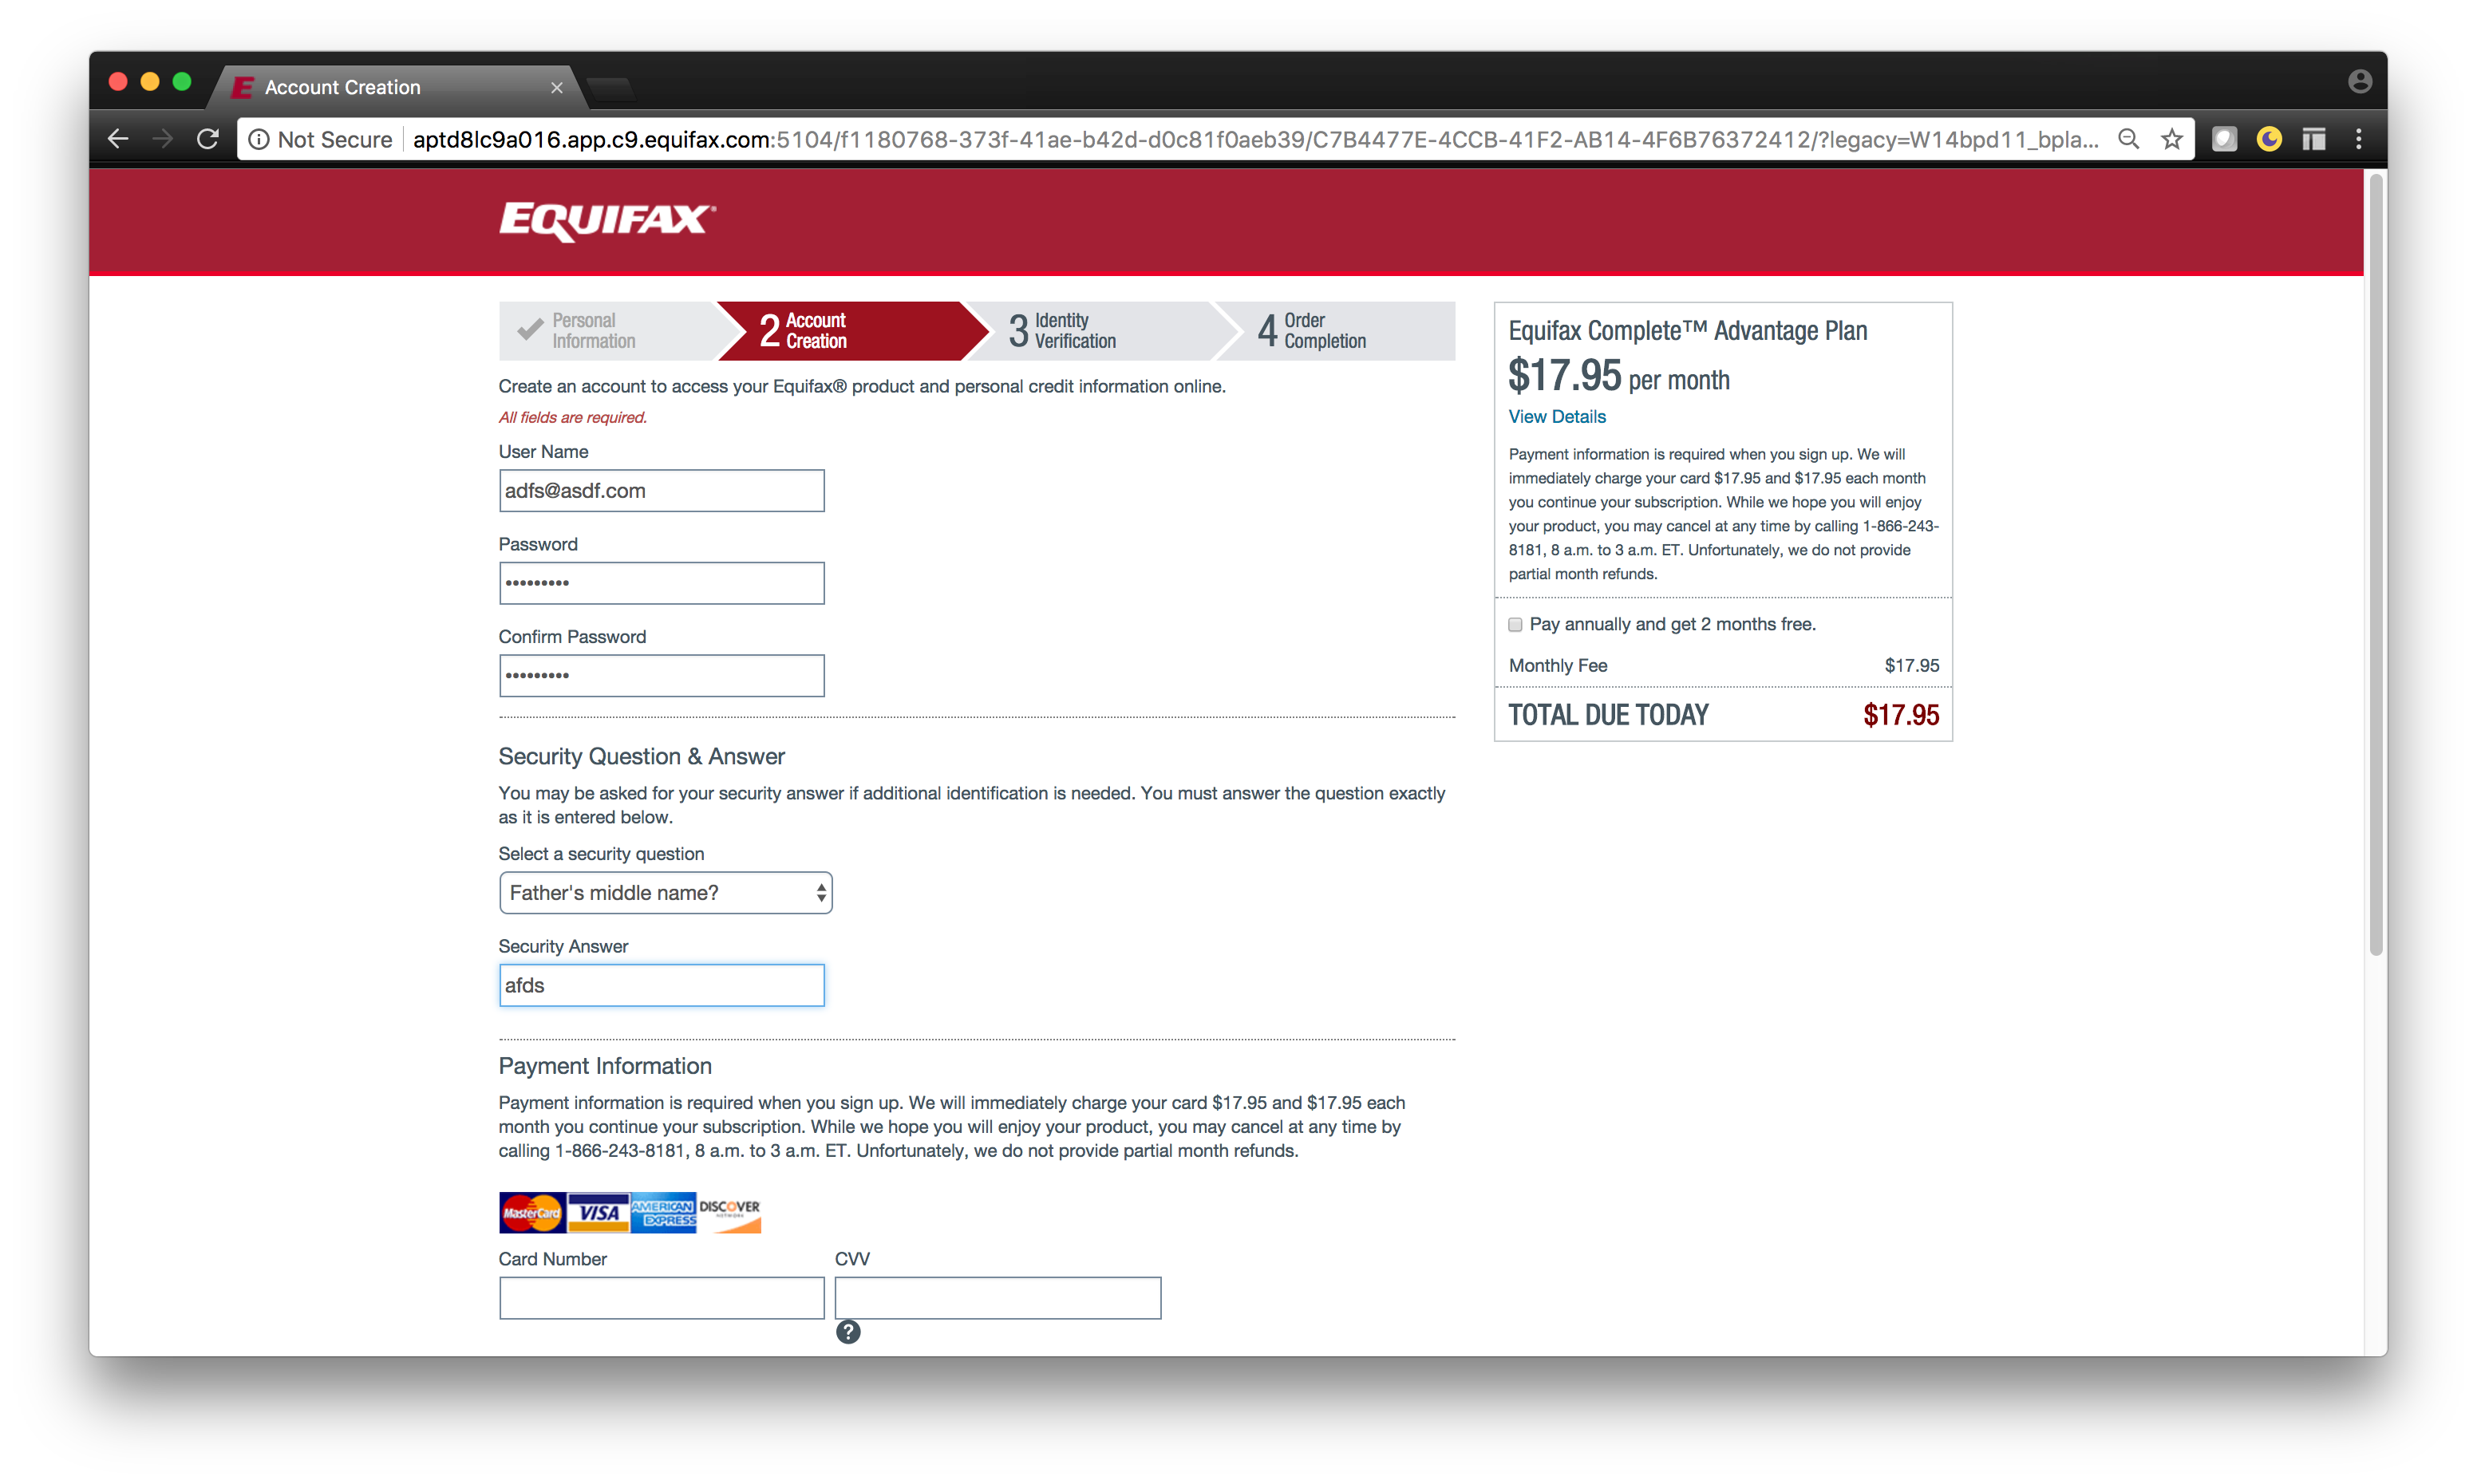 Account Creation
Not Secure aptd8lc9a016.app.c9.equifax.com:5104/f1180768-373f-41ae-b42d-d0c81f0aeb39/C7B4477E-4CCB-41F2-AB14-4F6B76372412/?legacy=W14bpd11_bpla...
EQUIFAX
Personal Information
2 Account Creation
3 Identity Verification
4 Order Completion
Create an account to access your Equifax® product and personal credit information online.
All fields are required.
User Name
adfs@asdf.com
Password
•••••••••
Confirm Password
•••••••••
Security Question & Answer
You may be asked for your security answer if additional identification is needed. You must answer the question exactly
as it is entered below.
Select a security question
Father's middle name?
Security Answer
afds
Payment Information
Payment information is required when you sign up. We will immediately charge your card $17.95 and $17.95 each
month you continue your subscription. While we hope you will enjoy your product, you may cancel at any time by
calling 1-866-243-8181, 8 a.m. to 3 a.m. ET. Unfortunately, we do not provide partial month refunds.
MasterCard VISA AMERICAN EXPRESS DISCOVER NETWORK
Card Number CVV
?
Equifax Complete™ Advantage Plan
$17.95 per month
View Details
Payment information is required when you sign up. We will
immediately charge your card $17.95 and $17.95 each month
you continue your subscription. While we hope you will enjoy
your product, you may cancel at any time by calling 1-866-243-
8181, 8 a.m. to 3 a.m. ET. Unfortunately, we do not provide
partial month refunds.
Pay annually and get 2 months free.
Monthly Fee $17.95
TOTAL DUE TODAY $17.95